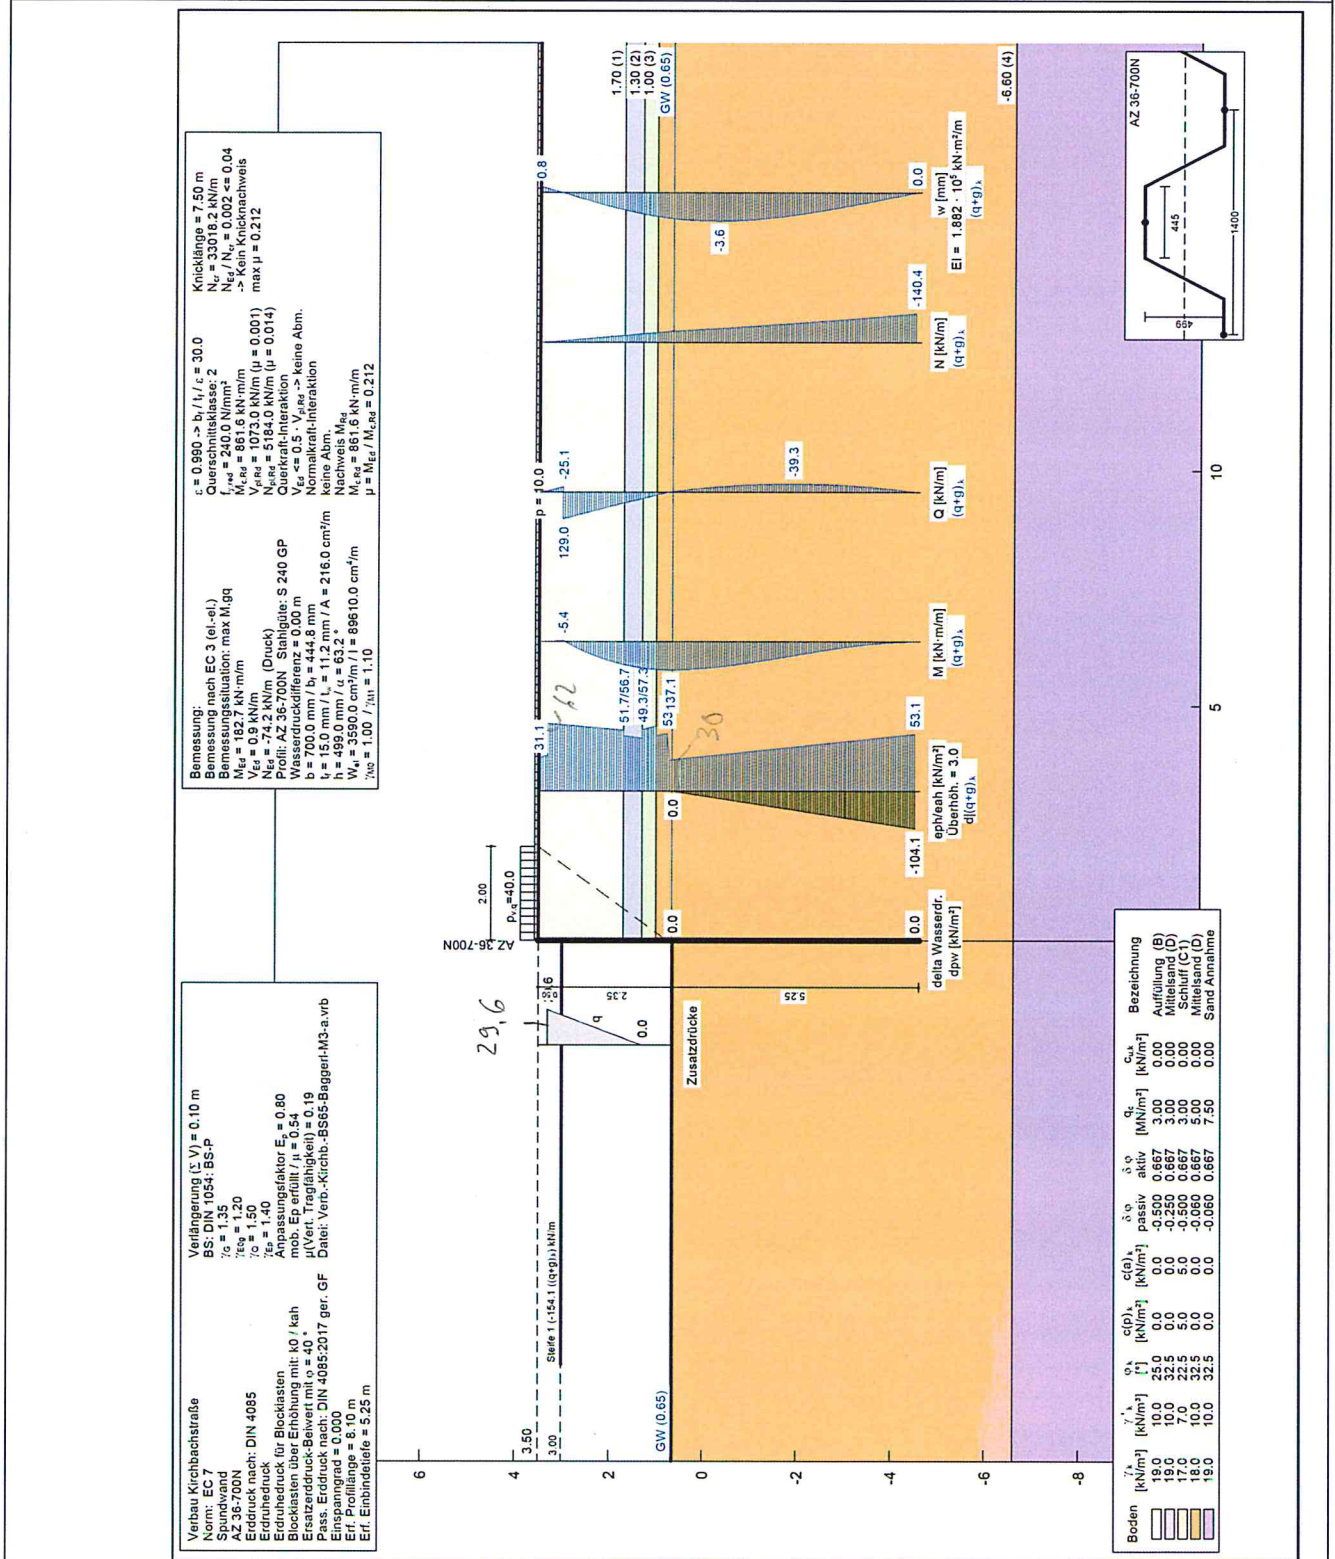 Verbau Kirchbachstraße
Norm: EC 7
Spundwand
AZ 36-700N
Erddruck nach: DIN 4085
Erdruhedruck
Erdruhedruck für Blocklasten
Blocklasten über Erhöhung mit: k0 / kah
Ersatzerddruck-Beiwert mit φ = 40 °
Pass. Erddruck nach: DIN 4085:2017 ger. GF
Einspanngrad = 0.000
Erf. Profillänge = 8.10 m
Erf. Einbindetiefe = 5.25 m
Verlängerung (Σ V) = 0.10 m
BS: DIN 1054: BS-P
γG = 1.35
γE0g = 1.20
γQ = 1.50
γEp = 1.40
Anpassungsfaktor Ep = 0.80
mob. Ep erfüllt / μ = 0.54
μ(Vert. Tragfähigkeit) = 0.19
Datei: Verb.-Kirchb.-BS65-Baggerl-M3-a.vrb
Bemessung:
Bemessung nach EC 3 (el.-el.)
Bemessungssituation: max M,gq
MEd = 182.7 kN·m/m
VEd = 0.9 kN/m
NEd = -74.2 kN/m (Druck)
Profil: AZ 36-700N Stahlgüte: S 240 GP
Wasserdruckdifferenz = 0.00 m
b = 700.0 mm / bf = 444.8 mm
tf = 15.0 mm / tw = 11.2 mm / A = 216.0 cm²/m
h = 499.0 mm / α = 63.2 °
Wel = 3590.0 cm³/m / I = 89610.0 cm⁴/m
γM0 = 1.00 / γM1 = 1.10
ε = 0.990 -> bf / tf / ε = 30.0
Querschnittsklasse: 2
fy,red = 240.0 N/mm²
Mc,Rd = 861.6 kN·m/m
Vpl,Rd = 1073.0 kN/m (μ = 0.001)
Npl,Rd = 5184.0 kN/m (μ = 0.014)
Querkraft-Interaktion
VEd <= 0.5 · Vpl,Rd -> keine Abm.
Normalkraft-Interaktion
keine Abm.
Nachweis MRd
Mc,Rd = 861.6 kN·m/m
μ = MEd / Mc,Rd = 0.212
Knicklänge = 7.50 m
Ncr = 33018.2 kN/m
NEd / Ncr = 0.002 <= 0.04
-> Kein Knicknachweis
max μ = 0.212
6
4
2
0
-2
-4
-6
-8
3.50
3.00
GW (0.65)
Steife 1 (-154.1 ((q+g)k) kN/m
29,6
q
0.0
Zusatzdrücke
2.35
5.25
AZ 36-700N
2.00
pv,q=40.0
0.0
0.0
delta Wasserdr.
dpw [kN/m²]
31.1
62
51.7/56.7
49.3/57.3
53
137.1
30
0.0
-104.1
53.1
eph/eah [kN/m²]
Überhöh. = 3.0
d|(q+g)k
-5.4
M [kN·m/m]
(q+g)k
p = 10.0
129.0
-25.1
-39.3
Q [kN/m]
(q+g)k
-140.4
N [kN/m]
(q+g)k
0.8
-3.6
0.0
w [mm]
EI = 1.882 · 10⁵ kN·m²/m
(q+g)k
1.70 (1)
1.30 (2)
1.00 (3)
GW (0.65)
-6.60 (4)
5
10
AZ 36-700N
499
445
1400
Boden γk [kN/m³] γ'k [kN/m³] φk [°] c(p)k [kN/m²] c(a)k [kN/m²] δ/φ passiv δ/φ aktiv qc [MN/m²] cu,k [kN/m²] Bezeichnung
19.0 10.0 25.0 0.0 0.0 -0.500 0.667 3.00 0.00 Auffüllung (B)
19.0 10.0 32.5 0.0 0.0 -0.250 0.667 3.00 0.00 Mittelsand (D)
17.0 7.0 22.5 5.0 5.0 -0.500 0.667 3.00 0.00 Schluff (C1)
18.0 10.0 32.5 0.0 0.0 -0.060 0.667 5.00 0.00 Mittelsand (D)
19.0 10.0 32.5 0.0 0.0 -0.060 0.667 7.50 0.00 Sand Annahme